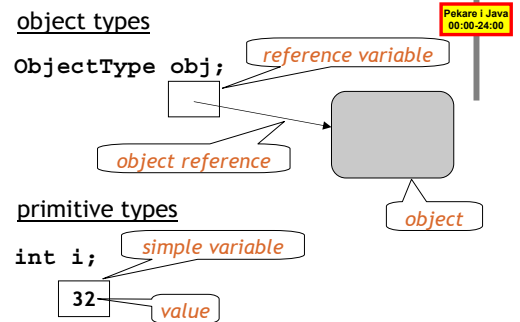 object types
Pekare i Java
00:00-24:00
reference variable
ObjectType obj;
object reference
object
primitive types
simple variable
int i;
32
value